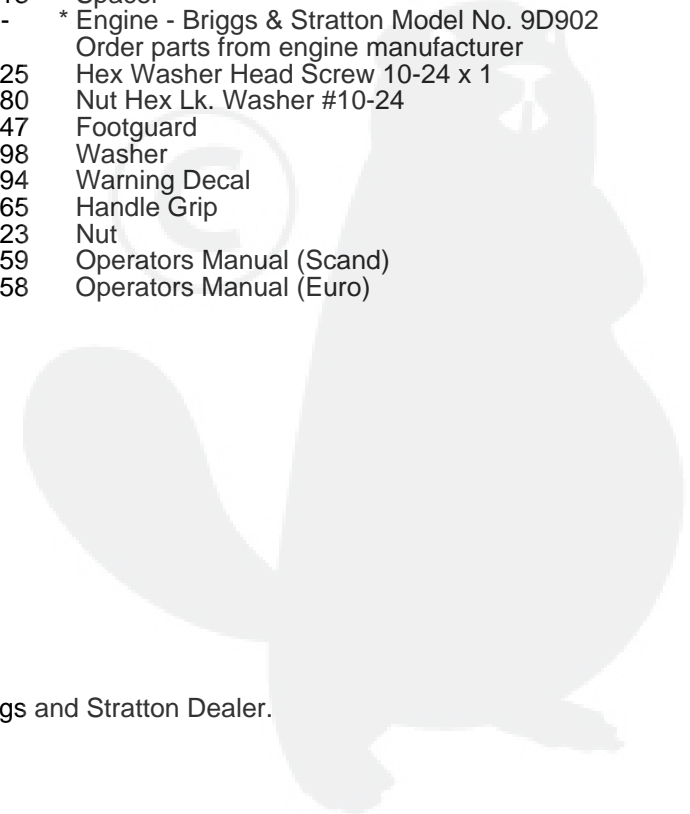 - * Engine - Briggs & Stratton Model No. 9D902
Order parts from engine manufacturer
25 Hex Washer Head Screw 10-24 x 1
80 Nut Hex Lk. Washer #10-24
47 Footguard
98 Washer
94 Warning Decal
65 Handle Grip
23 Nut
59 Operators Manual (Scand)
58 Operators Manual (Euro)
©
gs and Stratton Dealer.